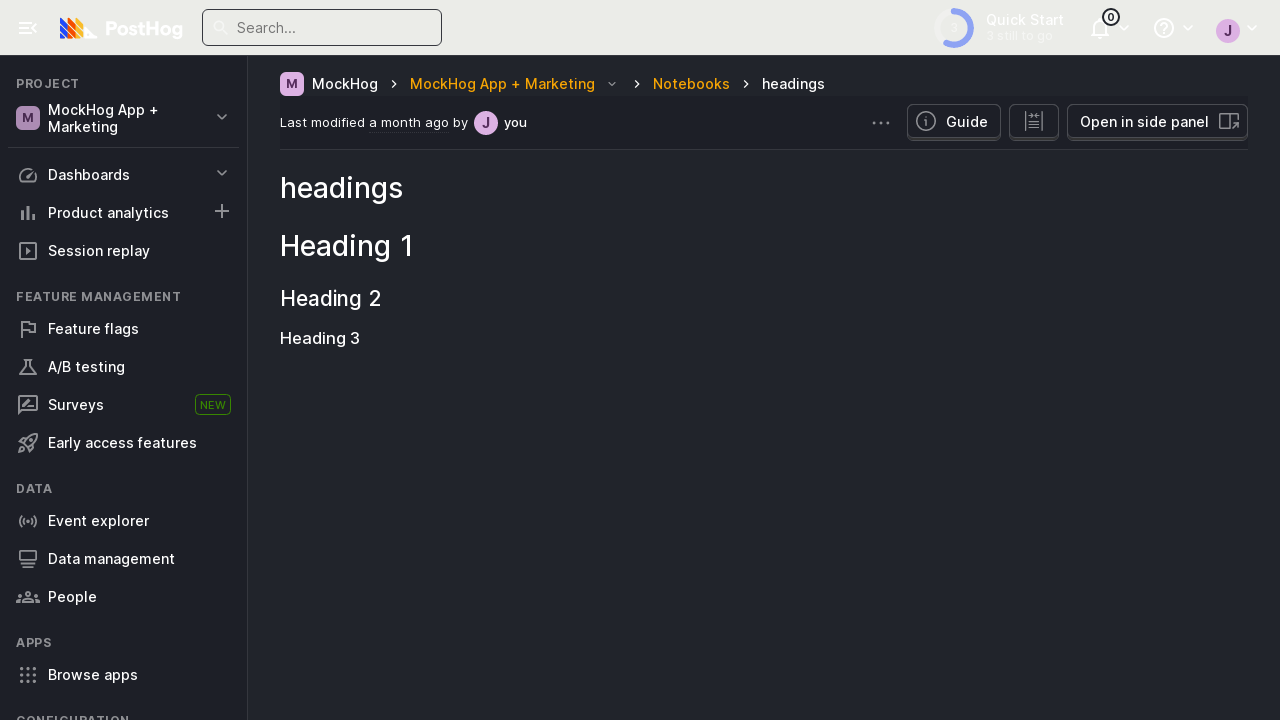 PostHog
Search...
3
Quick Start
3 still to go
0
J
PROJECT
M MockHog App + Marketing
Dashboards
Product analytics
Session replay
FEATURE MANAGEMENT
Feature flags
A/B testing
Surveys NEW
Early access features
DATA
Event explorer
Data management
People
APPS
Browse apps
CONFIGURATION
M MockHog MockHog App + Marketing Notebooks headings
Last modified a month ago by J you
Guide
Open in side panel
headings
Heading 1
Heading 2
Heading 3